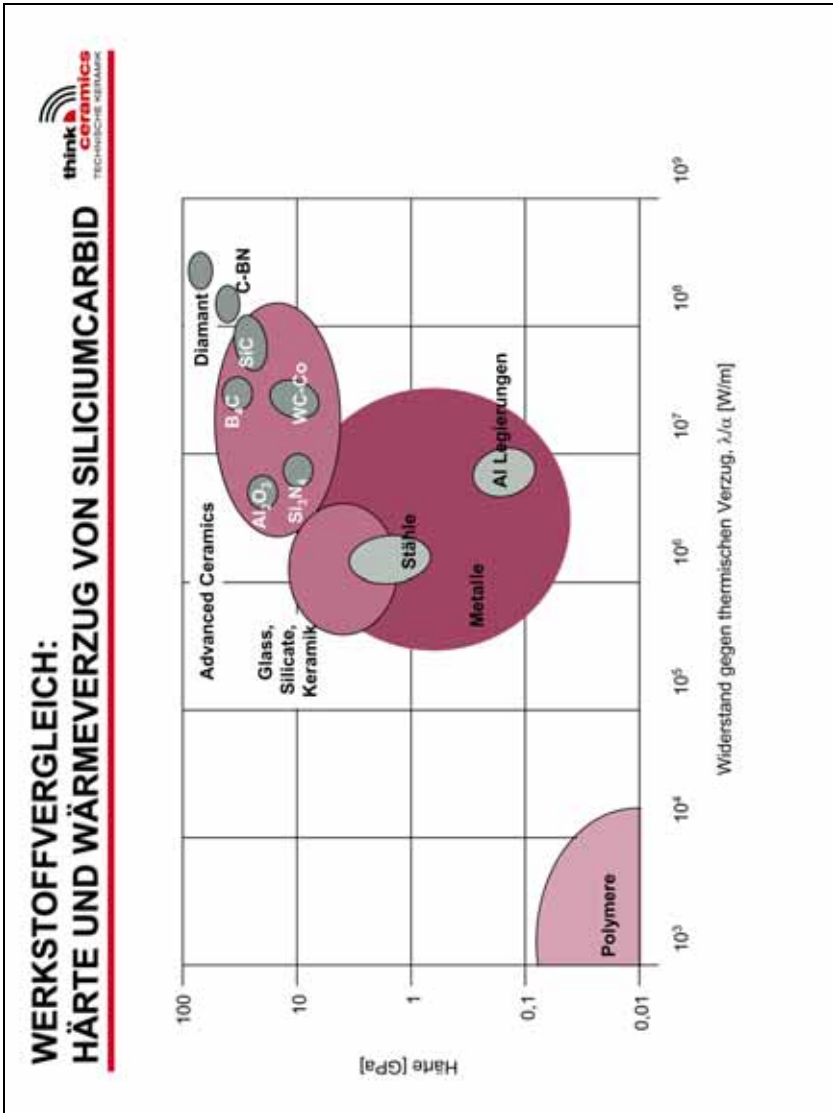 WERKSTOFFVERGLEICH:
HÄRTE UND WÄRMEVERZUG VON SILICIUMCARBID
think
ceramics
TECHNISCHE KERAMIK
Härte [GPa]
100
10
1
0,1
0,01
Advanced Ceramics
Diamant
C-BN
B₄C
SiC
Al₂O₃
Si₃N₄
WC-Co
Glass,
Silicate,
Keramik
Stähle
Metalle
Al Legierungen
Polymere
10³
10⁴
10⁵
10⁶
10⁷
10⁸
10⁹
Widerstand gegen thermischen Verzug, λ/α [W/m]